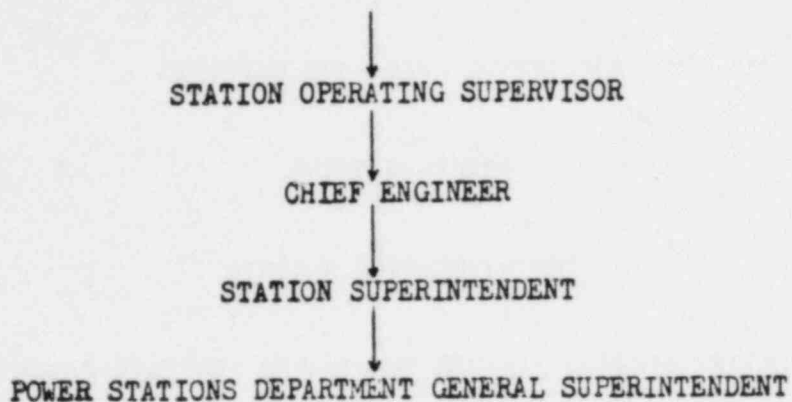 STATION OPERATING SUPERVISOR
CHIEF ENGINEER
STATION SUPERINTENDENT
POWER STATIONS DEPARTMENT GENERAL SUPERINTENDENT